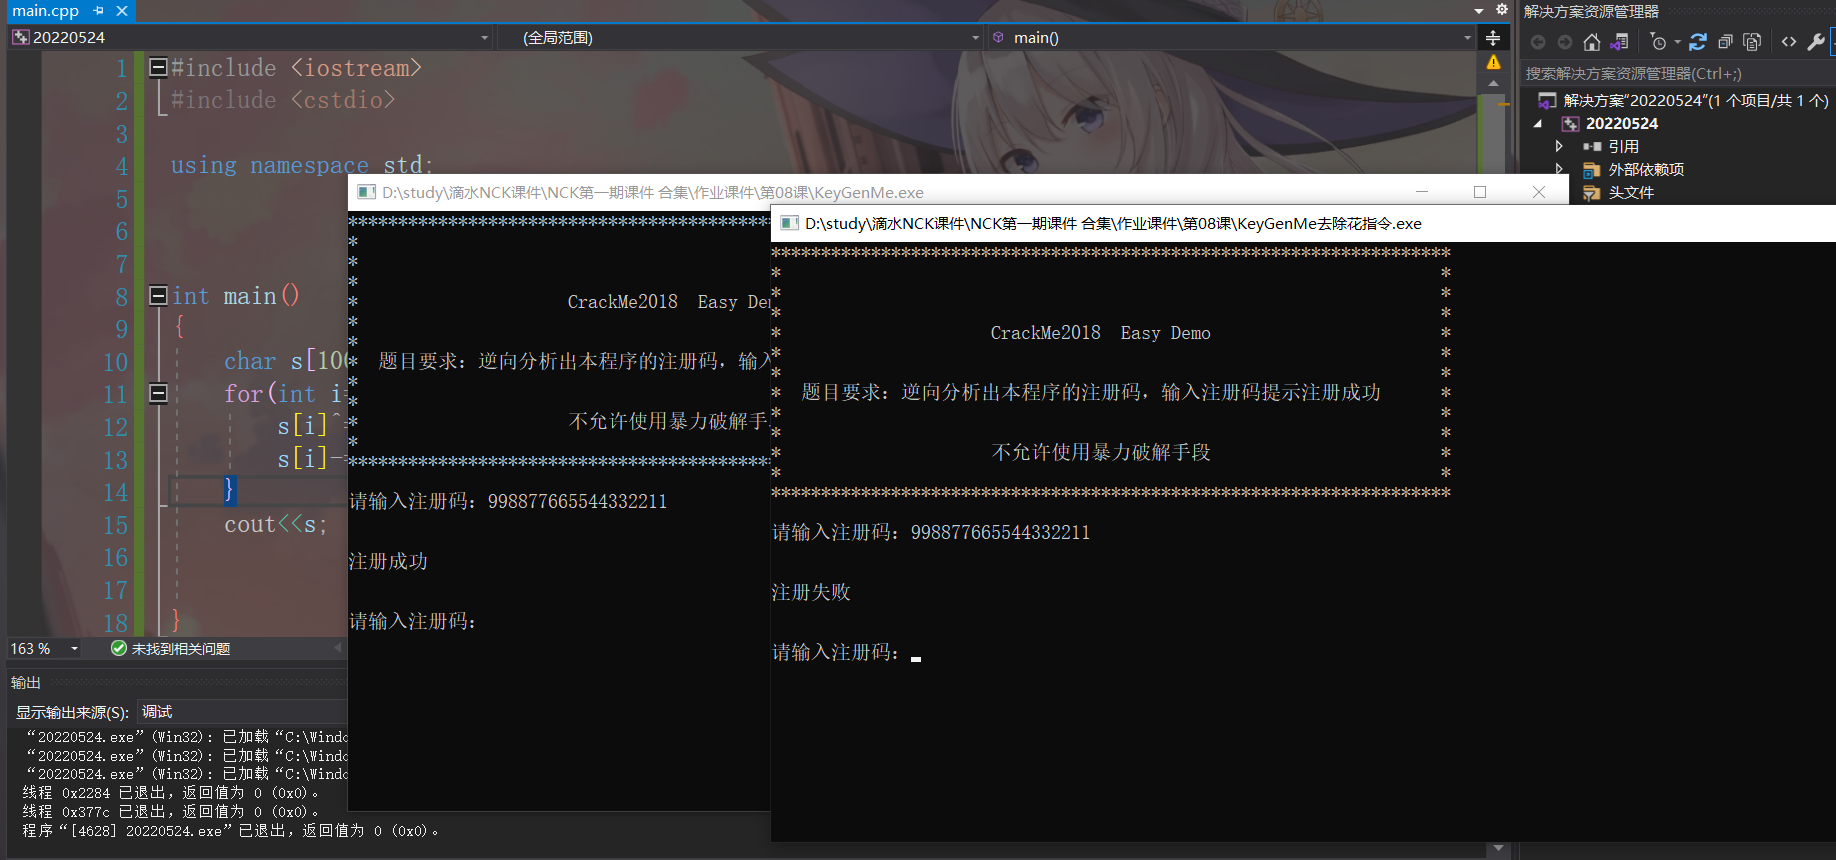 main.cpp
20220524
(全局范围)
main()
1 #include <iostream>
2 #include <cstdio>
3
4 using namespace std;
5
6
7
8 int main()
9 {
10 char s[100
11 for(int i=
12 s[i]^=
13 s[i]-=
14 }
15 cout<<s;
16
17
18 }
163 %
未找到相关问题
输出
显示输出来源(S): 调试
“20220524.exe”(Win32): 已加载“C:\Windo
“20220524.exe”(Win32): 已加载“C:\Windo
“20220524.exe”(Win32): 已加载“C:\Windo
线程 0x2284 已退出，返回值为 0 (0x0)。
线程 0x377c 已退出，返回值为 0 (0x0)。
程序“[4628] 20220524.exe”已退出，返回值为 0 (0x0)。
D:\study\滴水NCK课件\NCK第一期课件 合集\作业课件\第08课\KeyGenMe.exe
CrackMe2018 Easy Dem
题目要求：逆向分析出本程序的注册码，输入
不允许使用暴力破解手
请输入注册码：998877665544332211
注册成功
请输入注册码：
D:\study\滴水NCK课件\NCK第一期课件 合集\作业课件\第08课\KeyGenMe去除花指令.exe
********************************************************************
CrackMe2018 Easy Demo
题目要求：逆向分析出本程序的注册码，输入注册码提示注册成功
不允许使用暴力破解手段
********************************************************************
请输入注册码：998877665544332211
注册失败
请输入注册码：
解决方案资源管理器
搜索解决方案资源管理器(Ctrl+;)
解决方案“20220524”(1 个项目/共 1 个)
20220524
引用
外部依赖项
头文件